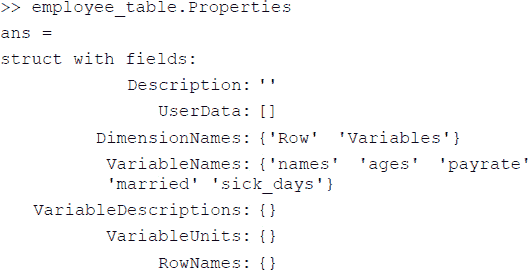 >> employee_table.Properties
ans =
struct with fields:
Description: ''
UserData: []
DimensionNames: {'Row' 'Variables'}
VariableNames: {'names' 'ages' 'payrate'
'married' 'sick_days'}
VariableDescriptions: {}
VariableUnits: {}
RowNames: {}